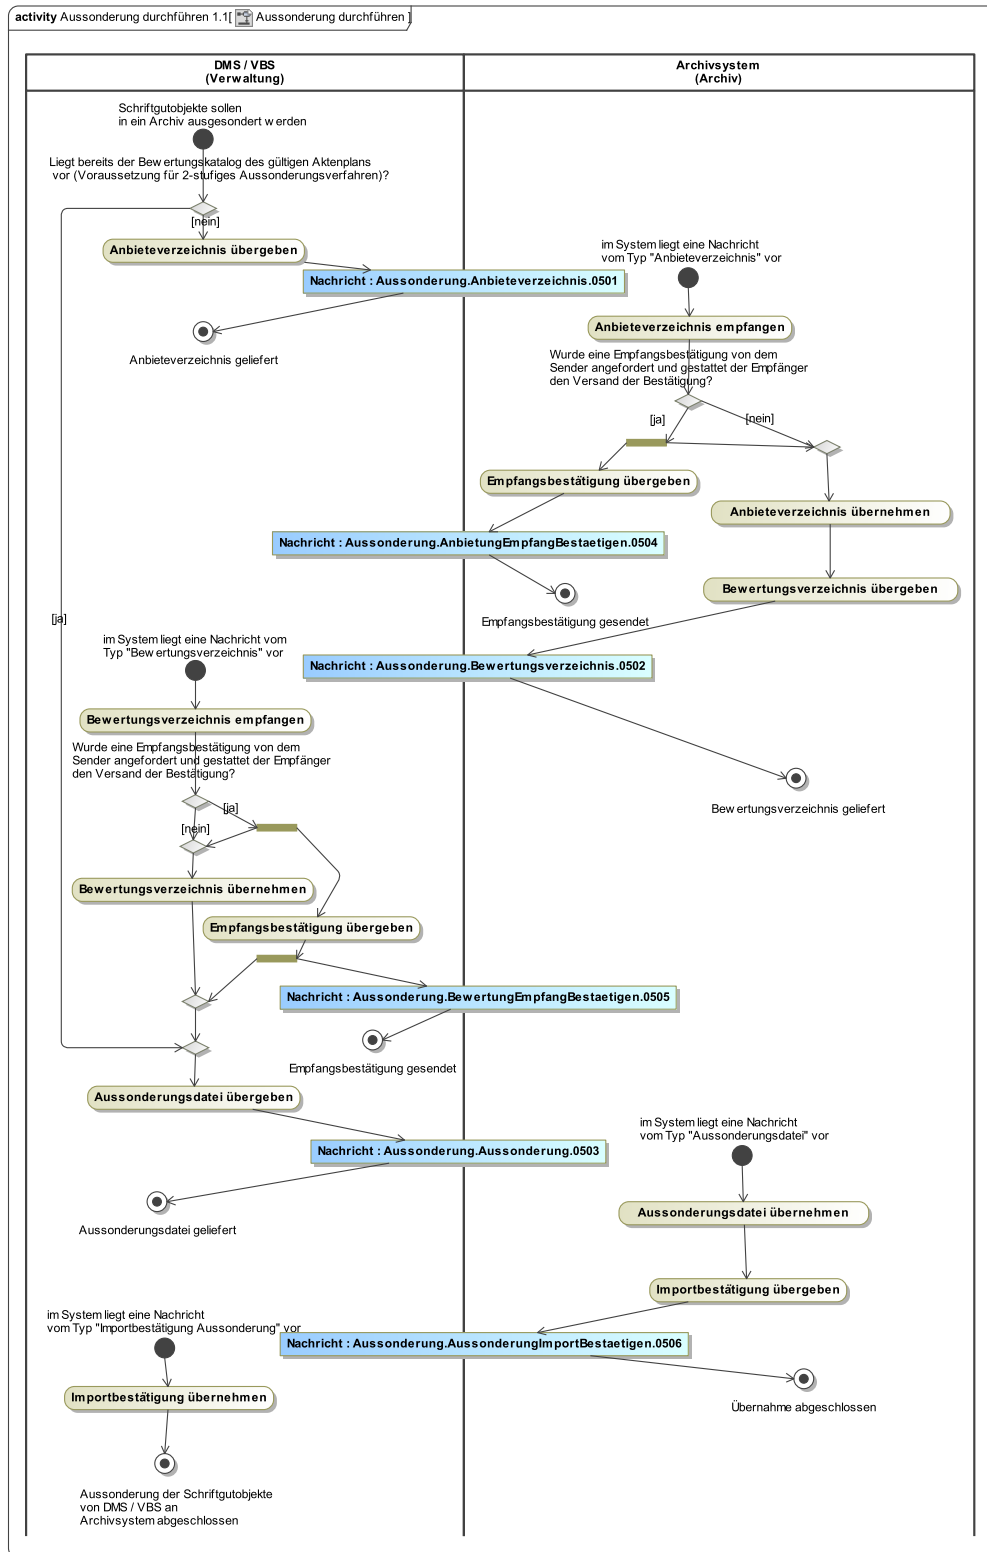 activity Aussonderung durchführen 1.1[ Aussonderung durchführen ]
DMS / VBS
(Verwaltung)
Archivsystem
(Archiv)
Schriftgutobjekte sollen
in ein Archiv ausgesondert werden
Liegt bereits der Bewertungskatalog des gültigen Aktenplans
vor (Voraussetzung für 2-stufiges Aussonderungsverfahren)?
[nein]
Anbieteverzeichnis übergeben
im System liegt eine Nachricht
vom Typ "Anbieteverzeichnis" vor
Nachricht : Aussonderung.Anbieteverzeichnis.0501
Anbieteverzeichnis empfangen
Anbieteverzeichnis geliefert
Wurde eine Empfangsbestätigung von dem
Sender angefordert und gestattet der Empfänger
den Versand der Bestätigung?
[ja]
[nein]
Empfangsbestätigung übergeben
Anbieteverzeichnis übernehmen
Nachricht : Aussonderung.AnbietungEmpfangBestaetigen.0504
Bewertungsverzeichnis übergeben
Empfangsbestätigung gesendet
[ja]
im System liegt eine Nachricht vom
Typ "Bewertungsverzeichnis" vor
Nachricht : Aussonderung.Bewertungsverzeichnis.0502
Bewertungsverzeichnis empfangen
Wurde eine Empfangsbestätigung von dem
Sender angefordert und gestattet der Empfänger
den Versand der Bestätigung?
Bewertungsverzeichnis geliefert
[ja]
[nein]
Bewertungsverzeichnis übernehmen
Empfangsbestätigung übergeben
Nachricht : Aussonderung.BewertungEmpfangBestaetigen.0505
Empfangsbestätigung gesendet
Aussonderungsdatei übergeben
im System liegt eine Nachricht
vom Typ "Aussonderungsdatei" vor
Nachricht : Aussonderung.Aussonderung.0503
Aussonderungsdatei übernehmen
Aussonderungsdatei geliefert
Importbestätigung übergeben
im System liegt eine Nachricht
vom Typ "Importbestätigung Aussonderung" vor
Nachricht : Aussonderung.AussonderungImportBestaetigen.0506
Importbestätigung übernehmen
Übernahme abgeschlossen
Aussonderung der Schriftgutobjekte
von DMS / VBS an
Archivsystem abgeschlossen